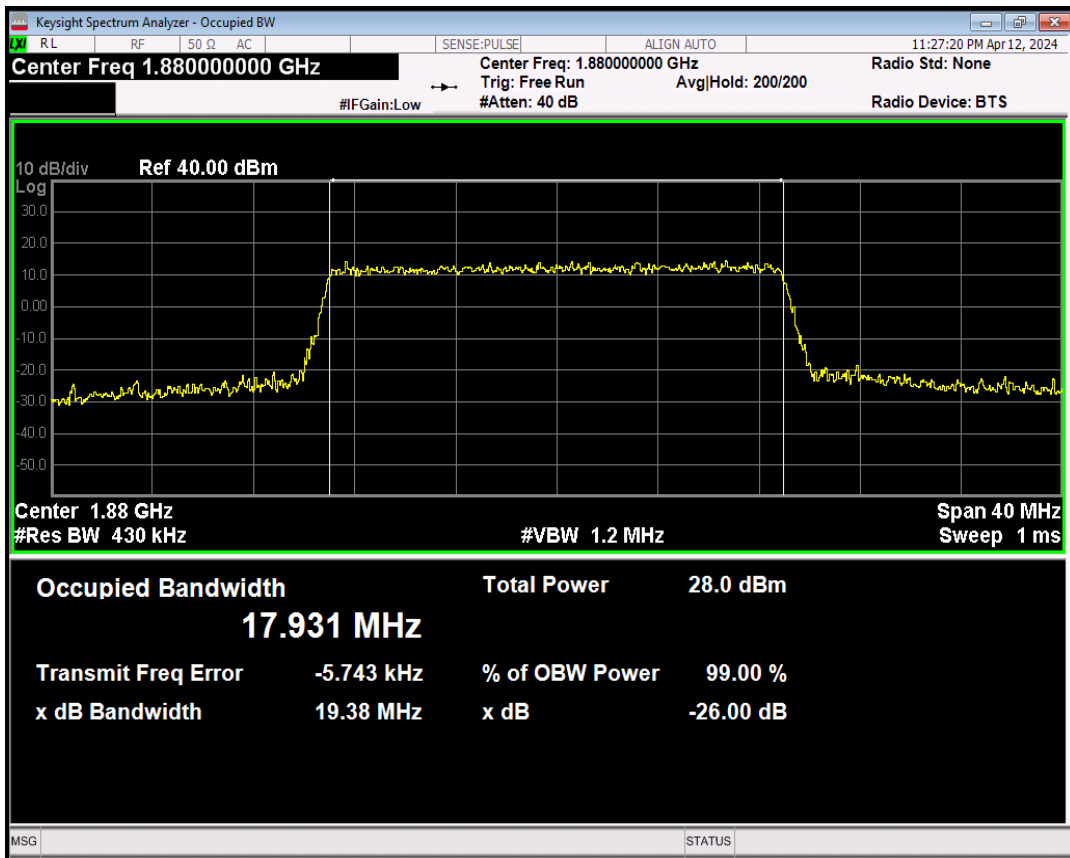 Keysight Spectrum Analyzer - Occupied BW
LXI RL RF 50 Ω AC SENSE:PULSE ALIGN AUTO 11:27:20 PM Apr 12, 2024
Center Freq 1.880000000 GHz Center Freq: 1.880000000 GHz Radio Std: None
Trig: Free Run Avg|Hold: 200/200
#IFGain:Low #Atten: 40 dB Radio Device: BTS
10 dB/div Ref 40.00 dBm
Log
30.0
20.0
10.0
0.00
-10.0
-20.0
-30.0
-40.0
-50.0
Center 1.88 GHz Span 40 MHz
#Res BW 430 kHz #VBW 1.2 MHz Sweep 1 ms
Occupied Bandwidth Total Power 28.0 dBm
17.931 MHz
Transmit Freq Error -5.743 kHz % of OBW Power 99.00 %
x dB Bandwidth 19.38 MHz x dB -26.00 dB
MSG STATUS